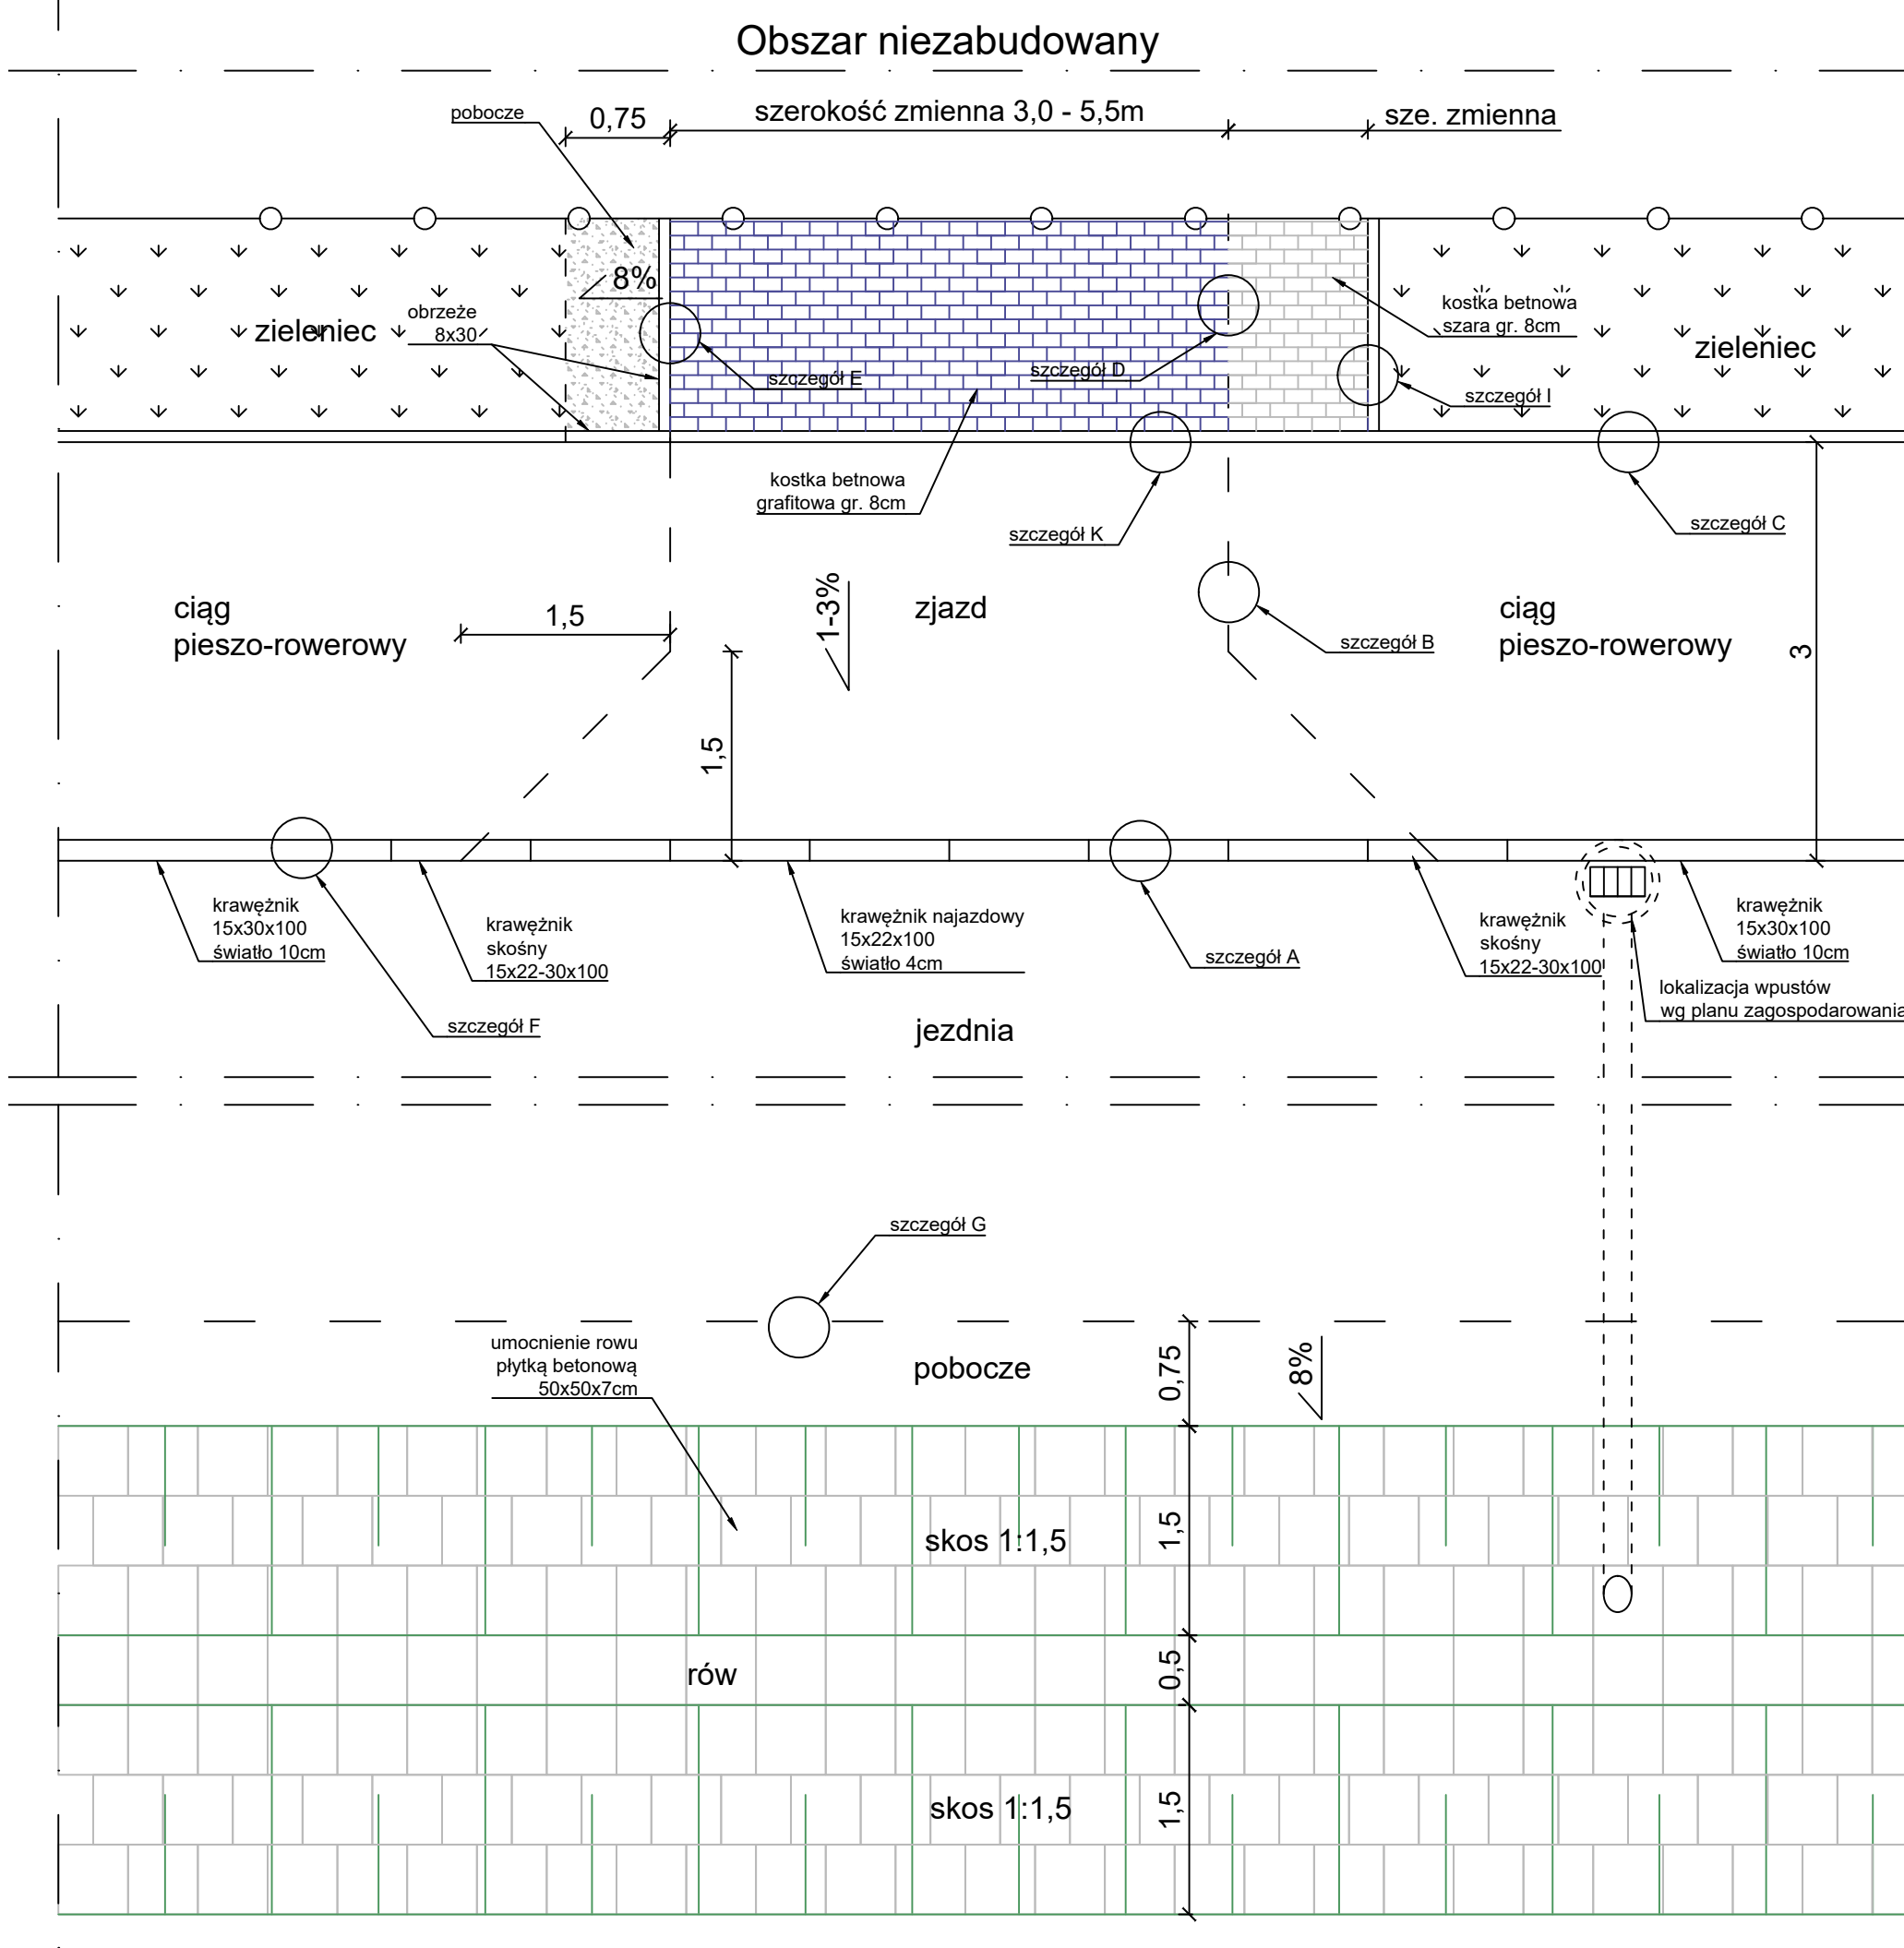 Obszar niezabudowany
pobocze
0,75
szerokość zmienna 3,0 - 5,5m
sze. zmienna
8%
obrzeże
8x30
zieleniec
szczegół E
szczegół D
kostka betnowa
szara gr. 8cm
zieleniec
szczegół I
kostka betnowa
grafitowa gr. 8cm
szczegół K
szczegół C
ciąg
pieszo-rowerowy
1,5
1-3%
zjazd
szczegół B
ciąg
pieszo-rowerowy
3
1,5
krawężnik
15x30x100
światło 10cm
krawężnik
skośny
15x22-30x100
krawężnik najazdowy
15x22x100
światło 4cm
szczegół A
krawężnik
skośny
15x22-30x100
krawężnik
15x30x100
światło 10cm
lokalizacja wpustów
wg planu zagospodarowania
szczegół F
jezdnia
szczegół G
umocnienie rowu
płytką betonową
50x50x7cm
pobocze
0,75
8%
skos 1:1,5
1,5
rów
0,5
skos 1:1,5
1,5